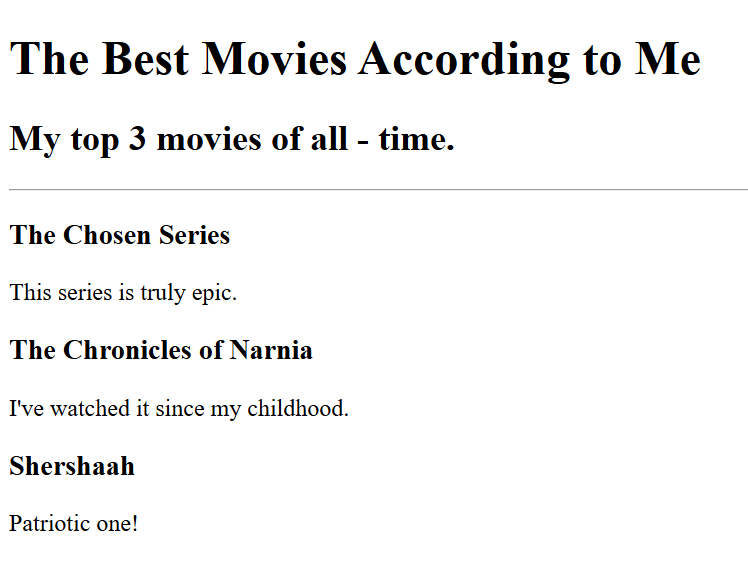 The Best Movies According to Me
My top 3 movies of all - time.
The Chosen Series
This series is truly epic.
The Chronicles of Narnia
I've watched it since my childhood.
Shershaah
Patriotic one!